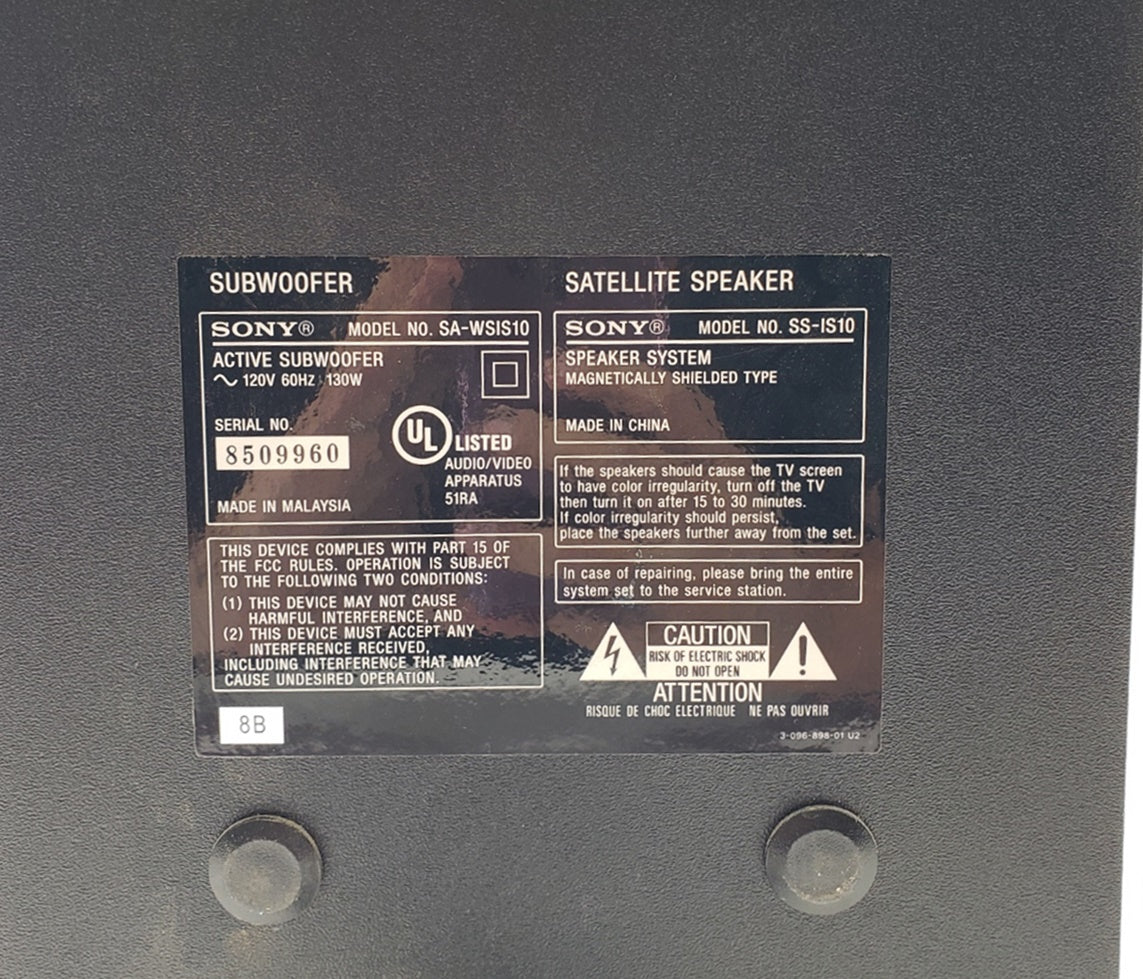 SUBWOOFER
SONY® MODEL NO. SA-WSIS10
ACTIVE SUBWOOFER
~ 120V 60Hz 130W
SERIAL NO.
8509960
UL LISTED
AUDIO/VIDEO
APPARATUS
51RA
MADE IN MALAYSIA
THIS DEVICE COMPLIES WITH PART 15 OF
THE FCC RULES. OPERATION IS SUBJECT
TO THE FOLLOWING TWO CONDITIONS:
(1) THIS DEVICE MAY NOT CAUSE
HARMFUL INTERFERENCE, AND
(2) THIS DEVICE MUST ACCEPT ANY
INTERFERENCE RECEIVED,
INCLUDING INTERFERENCE THAT MAY
CAUSE UNDESIRED OPERATION.
8B
SATELLITE SPEAKER
SONY® MODEL NO. SS-IS10
SPEAKER SYSTEM
MAGNETICALLY SHIELDED TYPE
MADE IN CHINA
If the speakers should cause the TV screen
to have color irregularity, turn off the TV
then turn it on after 15 to 30 minutes.
If color irregularity should persist,
place the speakers further away from the set.
In case of repairing, please bring the entire
system set to the service station.
CAUTION
RISK OF ELECTRIC SHOCK
DO NOT OPEN
ATTENTION
RISQUE DE CHOC ELECTRIQUE NE PAS OUVRIR
3-096-898-01 U2